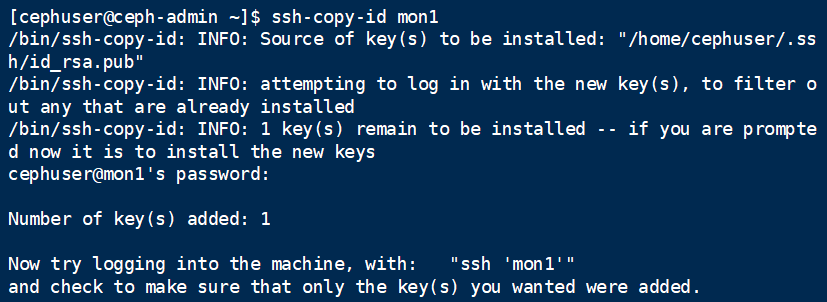 [cephuser@ceph-admin ~]$ ssh-copy-id mon1
/bin/ssh-copy-id: INFO: Source of key(s) to be installed: "/home/cephuser/.ss
h/id_rsa.pub"
/bin/ssh-copy-id: INFO: attempting to log in with the new key(s), to filter o
ut any that are already installed
/bin/ssh-copy-id: INFO: 1 key(s) remain to be installed -- if you are prompte
d now it is to install the new keys
cephuser@mon1's password:

Number of key(s) added: 1

Now try logging into the machine, with:   "ssh 'mon1'"
and check to make sure that only the key(s) you wanted were added.